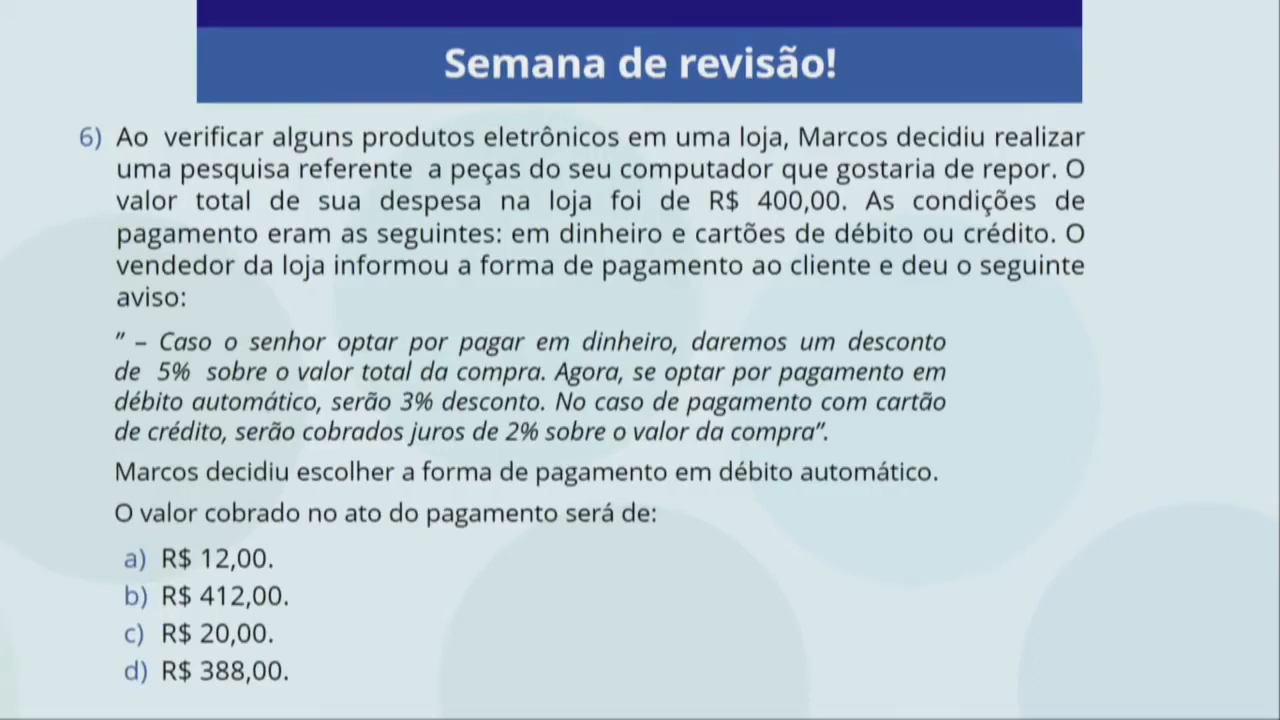 Semana de revisão!
6) Ao verificar alguns produtos eletrônicos em uma loja, Marcos decidiu realizar
uma pesquisa referente a peças do seu computador que gostaria de repor. O
valor total de sua despesa na loja foi de R$ 400,00. As condições de
pagamento eram as seguintes: em dinheiro e cartões de débito ou crédito. O
vendedor da loja informou a forma de pagamento ao cliente e deu o seguinte
aviso:
” – Caso o senhor optar por pagar em dinheiro, daremos um desconto
de 5% sobre o valor total da compra. Agora, se optar por pagamento em
débito automático, serão 3% desconto. No caso de pagamento com cartão
de crédito, serão cobrados juros de 2% sobre o valor da compra”.
Marcos decidiu escolher a forma de pagamento em débito automático.
O valor cobrado no ato do pagamento será de:
a) R$ 12,00.
b) R$ 412,00.
c) R$ 20,00.
d) R$ 388,00.